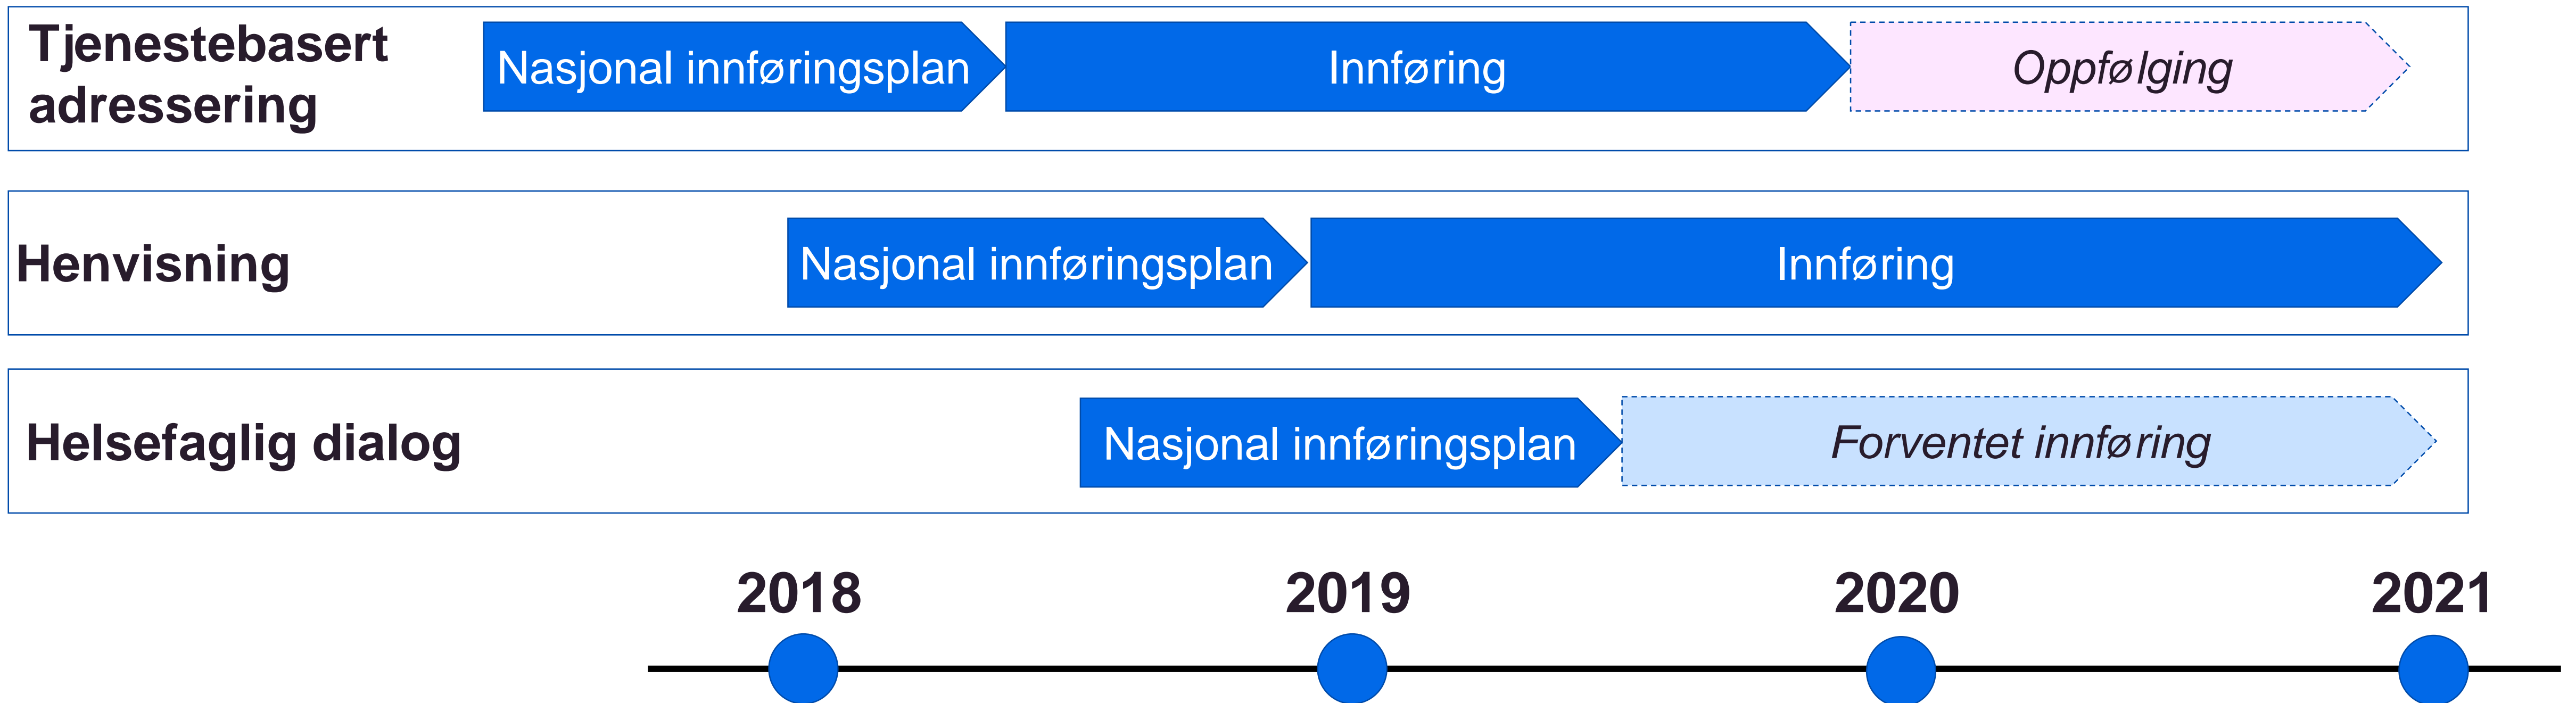 Tjenestebasert
adressering
Nasjonal innføringsplan
Innføring
Oppfølging
Henvisning
Nasjonal innføringsplan
Innføring
Helsefaglig dialog
Nasjonal innføringsplan
Forventet innføring
2018
2019
2020
2021